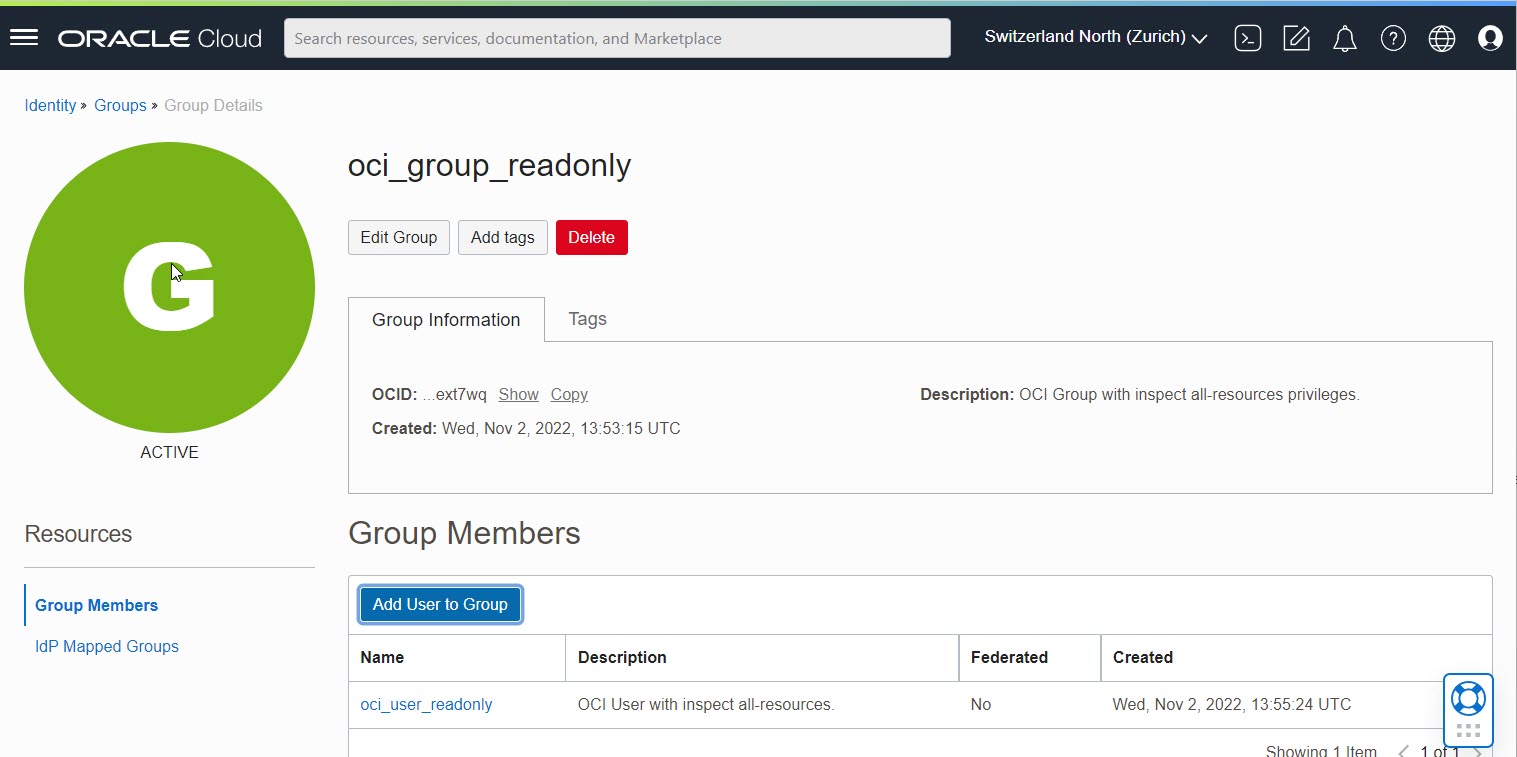 ORACLE Cloud
Search resources, services, documentation, and Marketplace
Switzerland North (Zurich)
Identity » Groups » Group Details
G
ACTIVE
oci_group_readonly
Edit Group Add tags Delete
Group Information Tags
OCID: ...ext7wq Show Copy
Description: OCI Group with inspect all-resources privileges.
Created: Wed, Nov 2, 2022, 13:53:15 UTC
Resources
Group Members
IdP Mapped Groups
Group Members
Add User to Group
Name Description Federated Created
oci_user_readonly OCI User with inspect all-resources. No Wed, Nov 2, 2022, 13:55:24 UTC
Showing 1 Item < 1 of 1 >